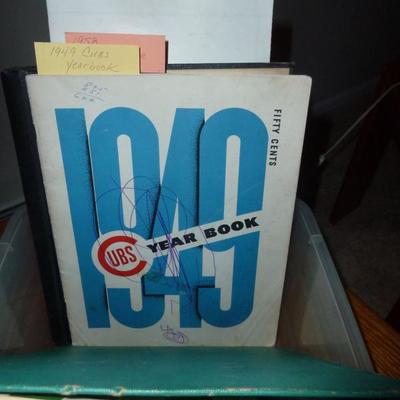 1958
1949 CUBS
Yearbook
FIFTY CENTS
1949
CUBS YEAR BOOK